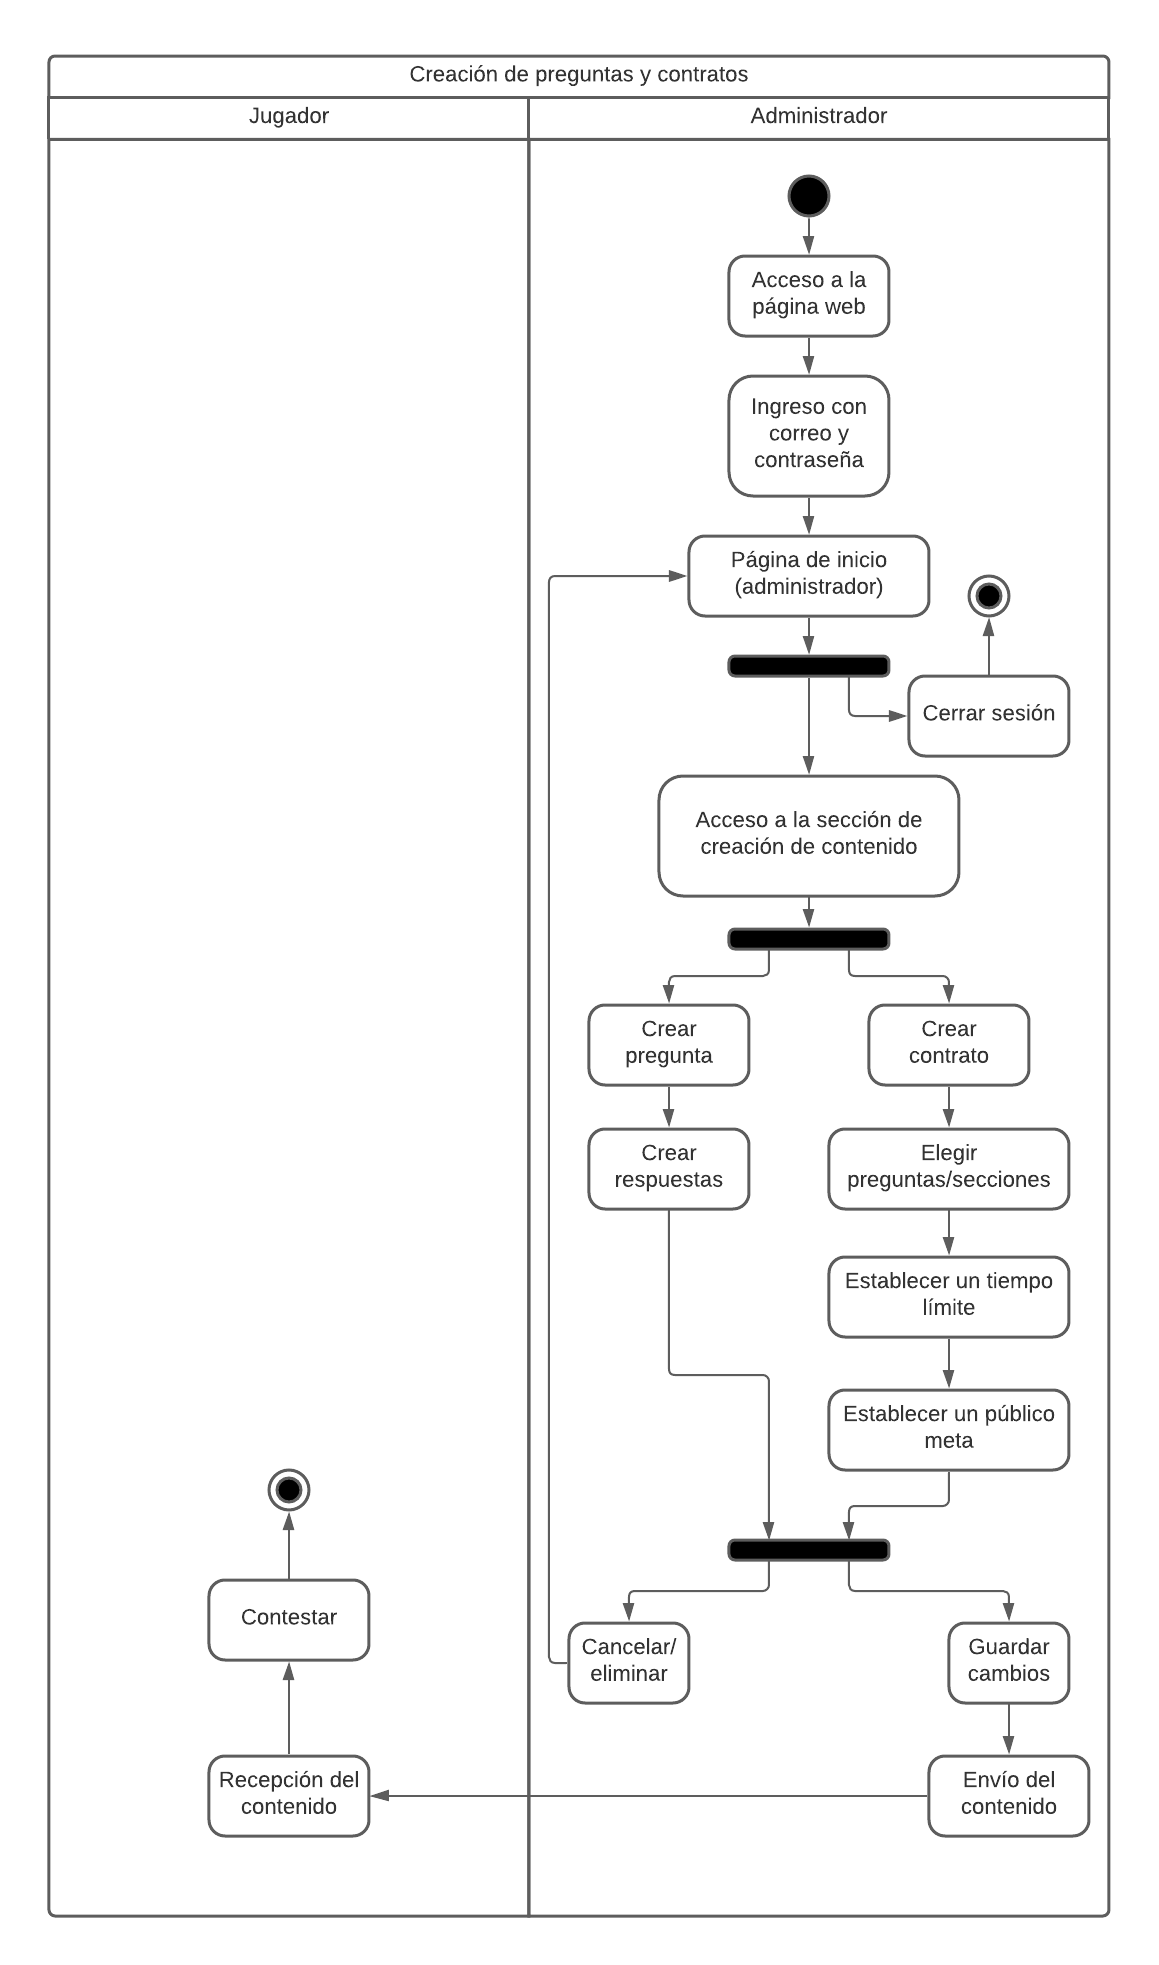 Creación de preguntas y contratos
Jugador
Administrador
Acceso a la
página web
Ingreso con
correo y
contraseña
Página de inicio
(administrador)
Cerrar sesión
Acceso a la sección de
creación de contenido
Crear
pregunta
Crear
contrato
Crear
respuestas
Elegir
preguntas/secciones
Establecer un tiempo
límite
Establecer un público
meta
Cancelar/
eliminar
Guardar
cambios
Envío del
contenido
Recepción del
contenido
Contestar